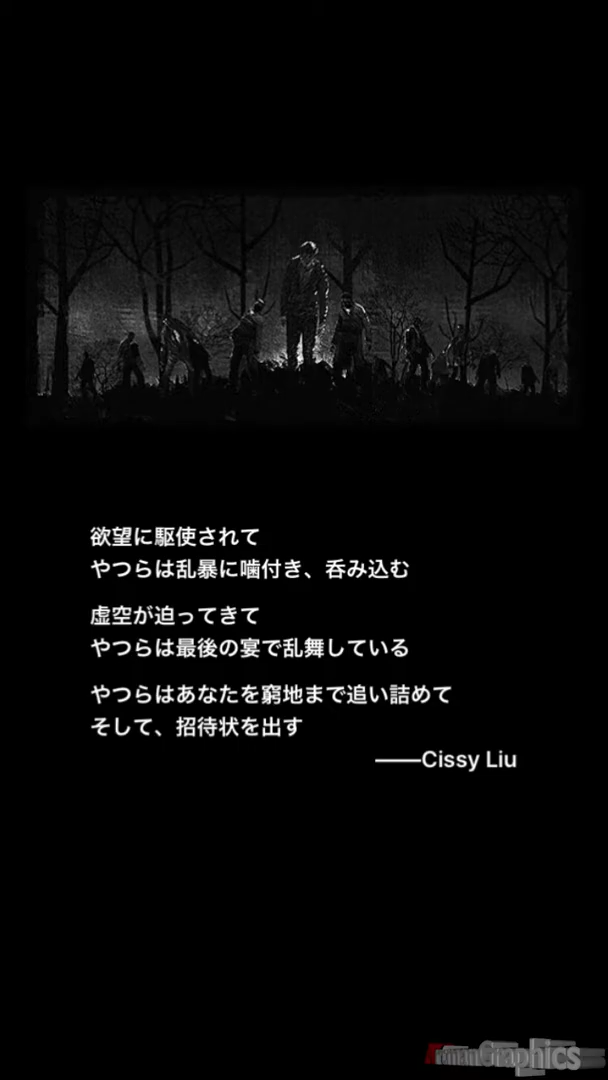 欲望に駆使されて
やつらは乱暴に噛付き、呑み込む
虚空が迫ってきて
やつらは最後の宴で乱舞している
やつらはあなたを窮地まで追い詰めて
そして、招待状を出す
——Cissy Liu
Graphics